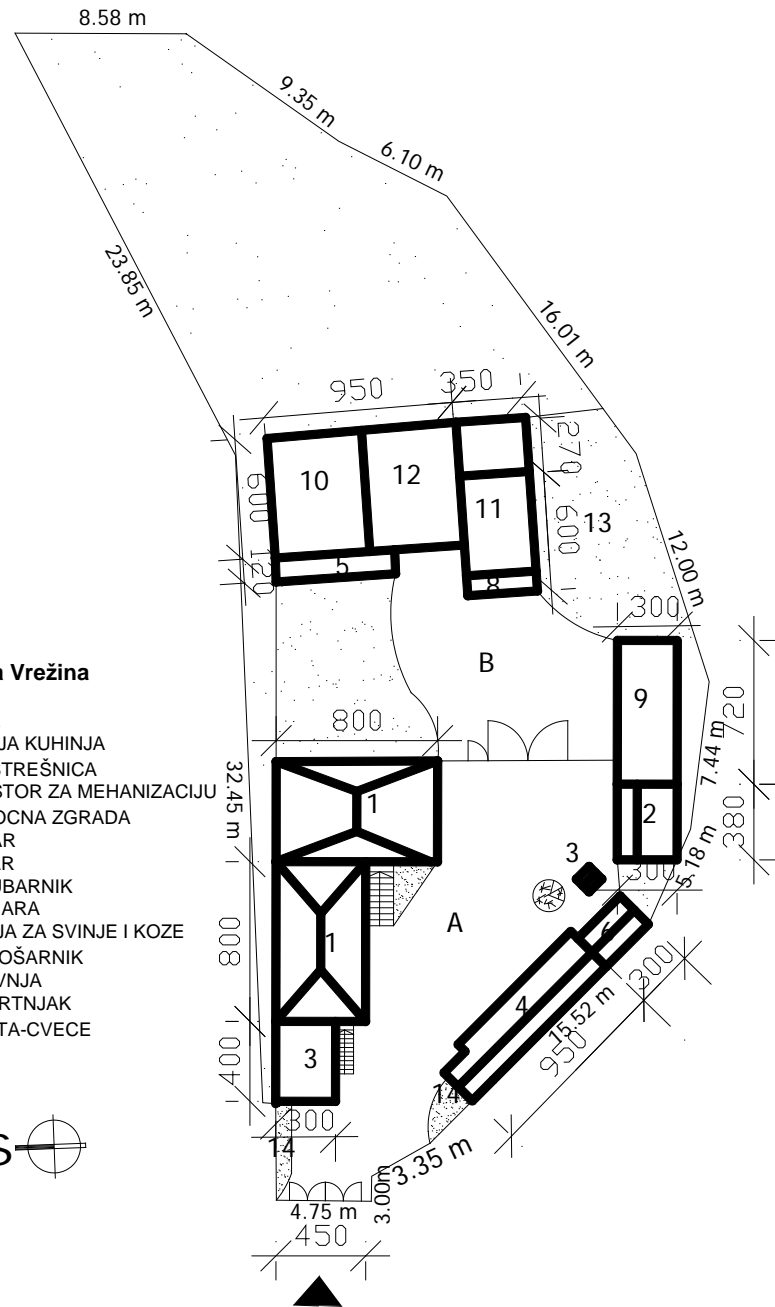 8.58 m
9.35 m
6.10 m
23.85 m
16.01 m
950
350
270
10
12
11
600
600
13
5
120
8
12.00 m
300
B
9
Vrežina
800
720
7.44 m
JA KUHINJA
STREŠNICA
STOR ZA MEHANIZACIJU
OCNA ZGRADA
AR
AR
UBARNIK
ARA
JA ZA SVINJE I KOZE
OŠARNIK
VNJA
RTNJAK
TA-CVECE
32.45 m
1
2
380
3
300
5.18 m
A
6
1
800
4
300
15.52 m
950
3
400
14
300
14
S
3.35 m
3.00m
4.75 m
450